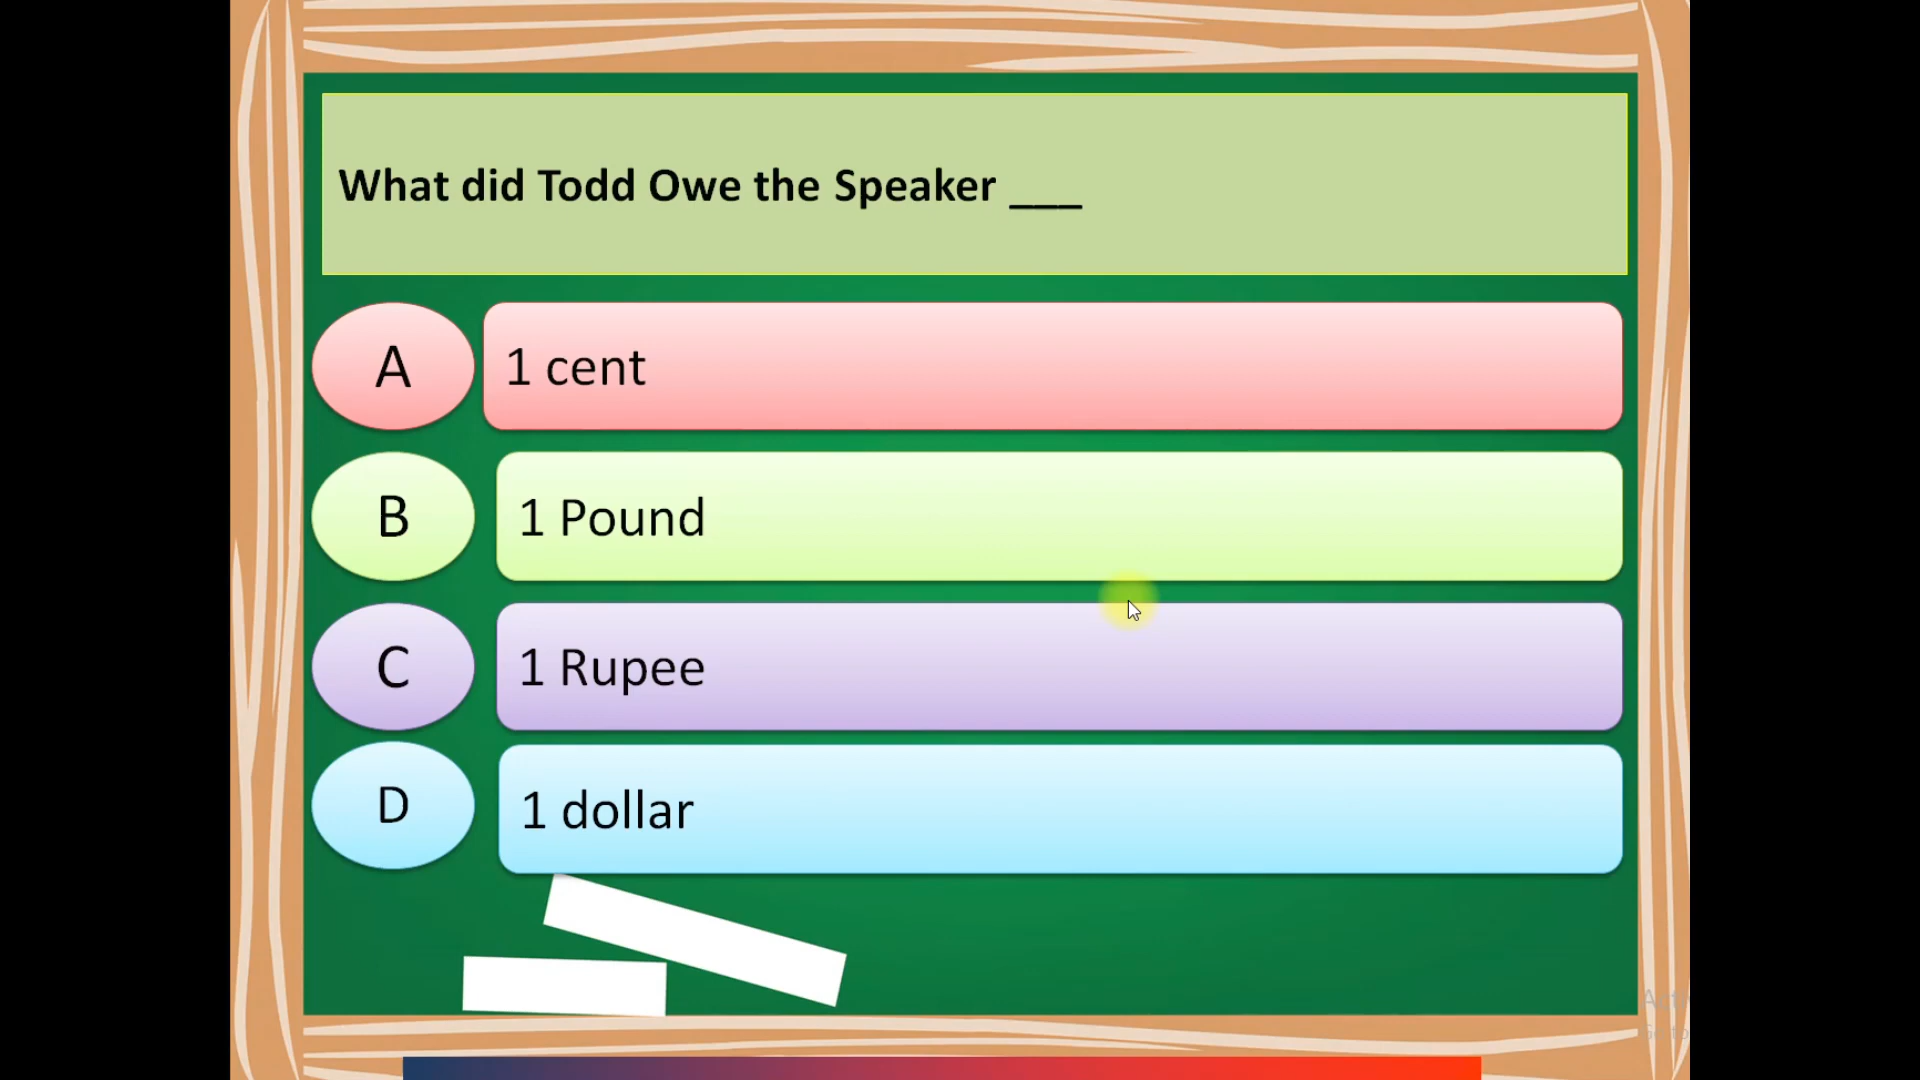 What did Todd Owe the Speaker ___
A
1 cent
B
1 Pound
C
1 Rupee
D
1 dollar